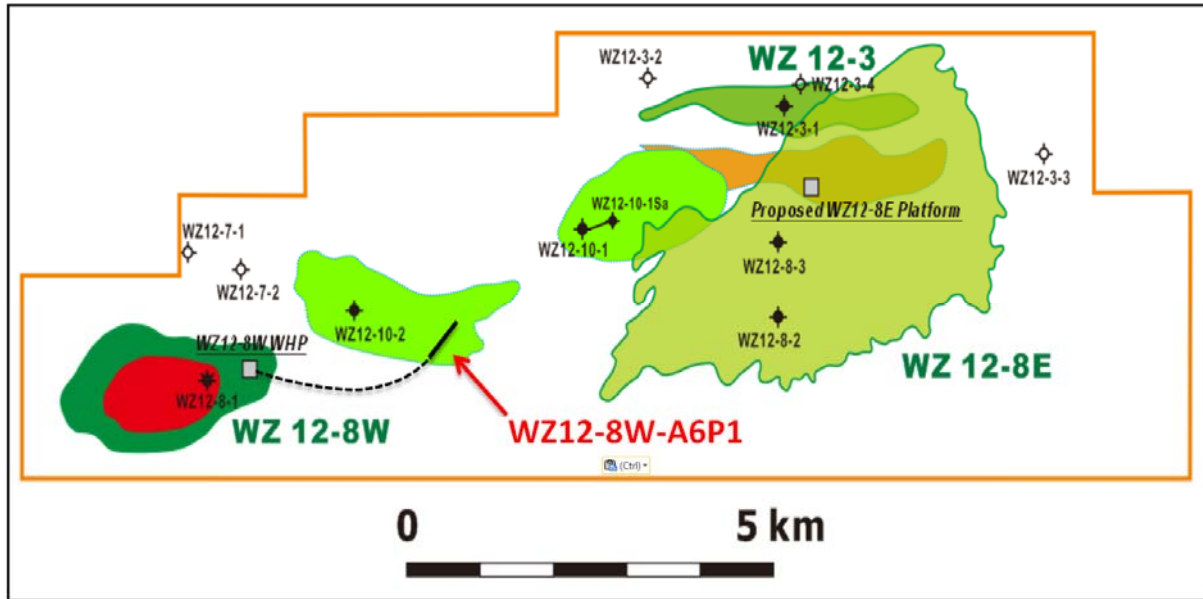 WZ12-3-2
WZ 12-3
WZ12-3-4
WZ12-3-1
WZ12-3-3
WZ12-10-1Sa
Proposed WZ12-8E Platform
WZ12-10-1
WZ12-7-1
WZ12-8-3
WZ12-7-2
WZ12-10-2
WZ12-8W WHP
WZ12-8-2
WZ 12-8E
WZ12-8-1
WZ 12-8W
WZ12-8W-A6P1
(Ctrl)
0 5 km